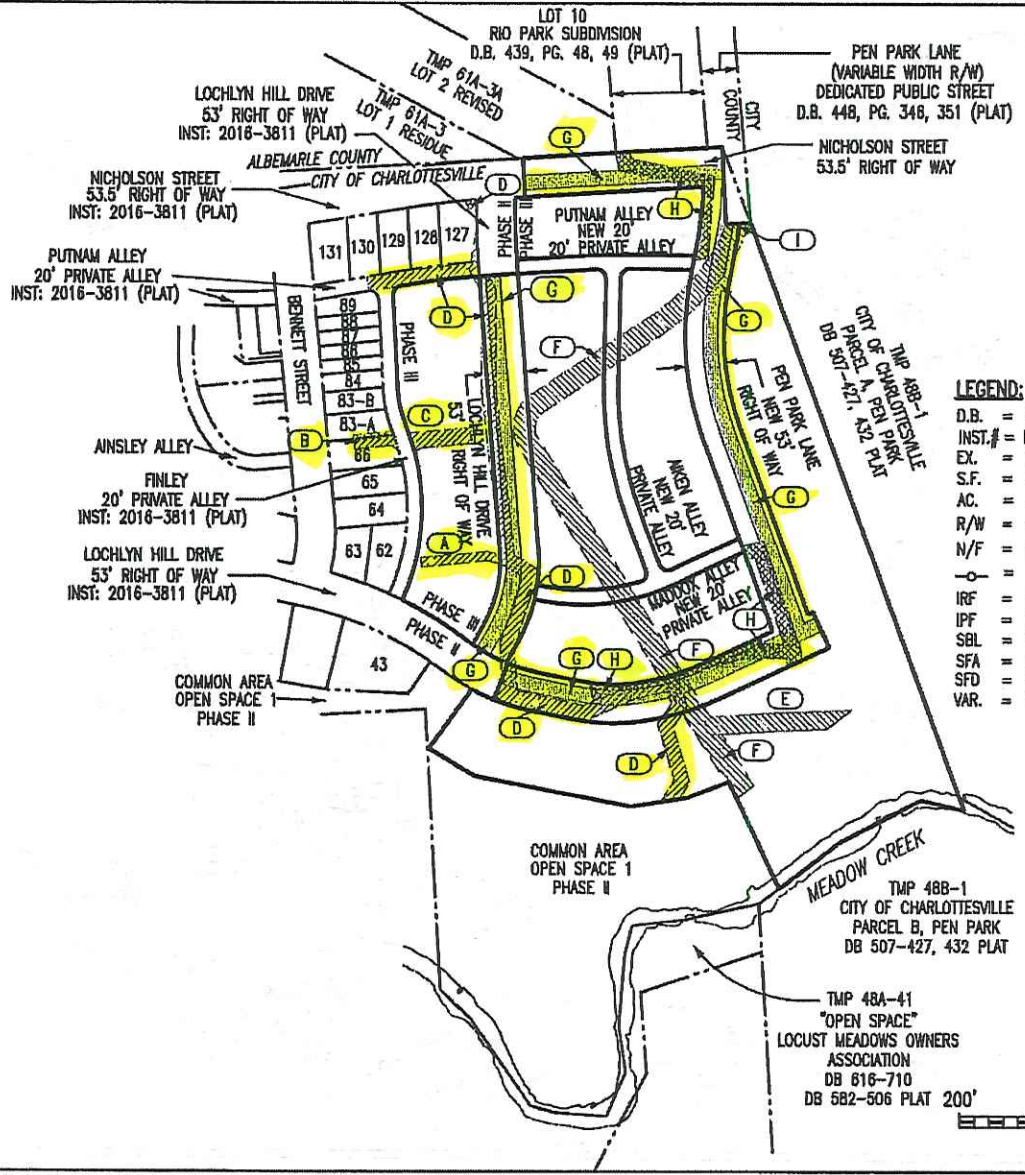 LOT 10
RIO PARK SUBDIVISION
D.B. 439, PG. 48, 49 (PLAT)
PEN PARK LANE
(VARIABLE WIDTH R/W)
DEDICATED PUBLIC STREET
D.B. 448, PG. 348, 351 (PLAT)
TMP 61A-3A
LOT 2 REVISED
TMP 61A-3
LOT 1 RESIDUE
CITY
COUNTY
LOCHLYN HILL DRIVE
53' RIGHT OF WAY
INST: 2016-3811 (PLAT)
ALBEMARLE COUNTY
CITY OF CHARLOTTESVILLE
NICHOLSON STREET
53.5' RIGHT OF WAY
NICHOLSON STREET
53.5' RIGHT OF WAY
INST: 2016-3811 (PLAT)
G
D
H
I
PHASE II
PHASE III
PUTNAM ALLEY
NEW 20'
20' PRIVATE ALLEY
131
130
129
128
127
PUTNAM ALLEY
20' PRIVATE ALLEY
INST: 2016-3811 (PLAT)
BENNETT STREET
89
88
87
86
85
84
83-B
83-A
66
65
64
63
62
43
PHASE III
D
G
F
G
C
B
LOCHLYN HILL DRIVE
53' RIGHT OF WAY
PEN PARK LANE
NEW 53'
RIGHT OF WAY
TMP 48B-1
CITY OF CHARLOTTESVILLE
PARCEL A, PEN PARK
DB 507-427, 432 PLAT
AINSLEY ALLEY
FINLEY
20' PRIVATE ALLEY
INST: 2016-3811 (PLAT)
AIKEN ALLEY
NEW 20'
PRIVATE ALLEY
G
LOCHLYN HILL DRIVE
53' RIGHT OF WAY
INST: 2016-3811 (PLAT)
A
D
MADDOX ALLEY
NEW 20'
PRIVATE ALLEY
H
PHASE III
PHASE II
G
G
H
F
D
E
F
D
COMMON AREA
OPEN SPACE 1
PHASE II
LEGEND:
D.B. =
INST.# =
EX. =
S.F. =
AC. =
R/W =
N/F =
-o- =
IRF =
IPF =
SBL =
SFA =
SFD =
VAR. =
COMMON AREA
OPEN SPACE 1
PHASE II
MEADOW CREEK
TMP 48B-1
CITY OF CHARLOTTESVILLE
PARCEL B, PEN PARK
DB 507-427, 432 PLAT
TMP 48A-41
"OPEN SPACE"
LOCUST MEADOWS OWNERS
ASSOCIATION
DB 616-710
DB 582-506 PLAT
200'